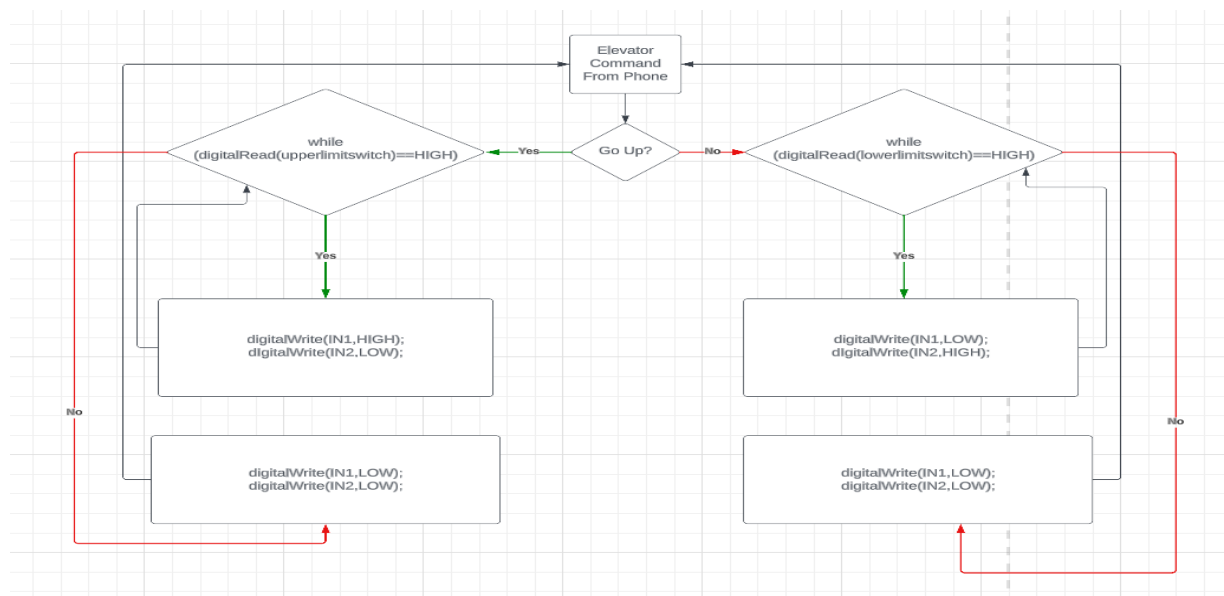 Elevator
Command
From Phone
while
(digitalRead(upperlimitswitch)==HIGH)
Yes
Go Up?
No
while
(digitalRead(lowerlimitswitch)==HIGH)
Yes
Yes
digitalWrite(IN1,HIGH);
dIgitalWrite(IN2,LOW);
digitalWrite(IN1,LOW);
dIgitalWrite(IN2,HIGH);
No
No
digitalWrite(IN1,LOW);
digitalWrite(IN2,LOW);
digitalWrite(IN1,LOW);
digitalWrite(IN2,LOW);